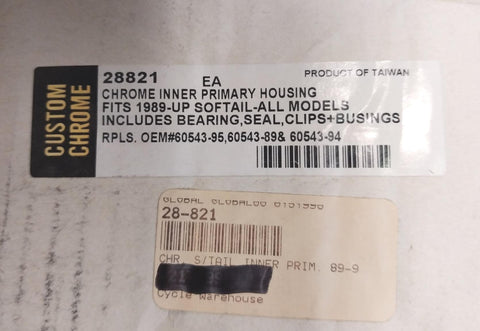 CUSTOM CHROME
28821 EA PRODUCT OF TAIWAN
CHROME INNER PRIMARY HOUSING
FITS 1989-UP SOFTAIL-ALL MODELS
INCLUDES BEARING,SEAL,CLIPS+BUSINGS
RPLS. OEM#60543-95,60543-89& 60543-94
GLOBAL
28-821
CHR. S/TAIL INNER PRIM. 89-9
Cycle Warehouse